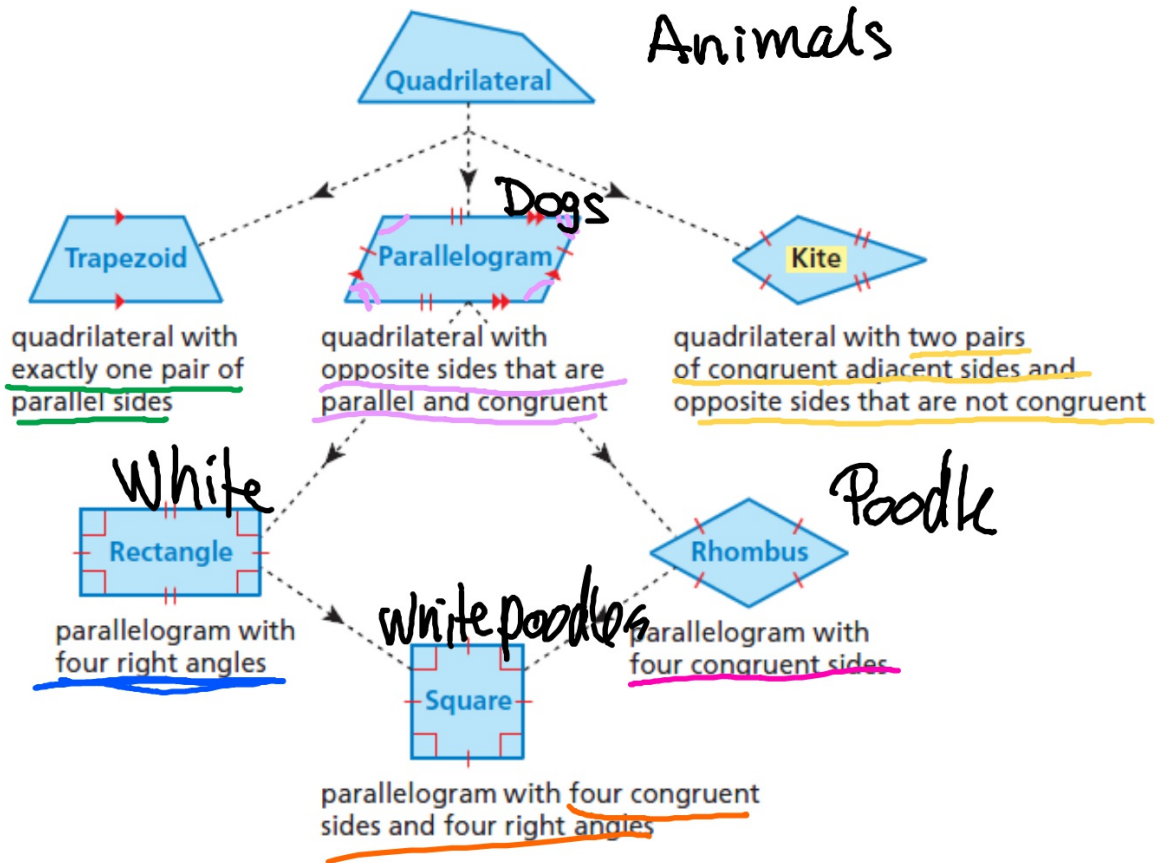 Animals
Quadrilateral
Dogs
Trapezoid
Parallelogram
Kite
quadrilateral with
exactly one pair of
parallel sides
quadrilateral with
opposite sides that are
parallel and congruent
quadrilateral with two pairs
of congruent adjacent sides and
opposite sides that are not congruent
White
Poodle
Rectangle
Rhombus
parallelogram with
four right angles
white poodles
parallelogram with
four congruent sides
Square
parallelogram with four congruent
sides and four right angles